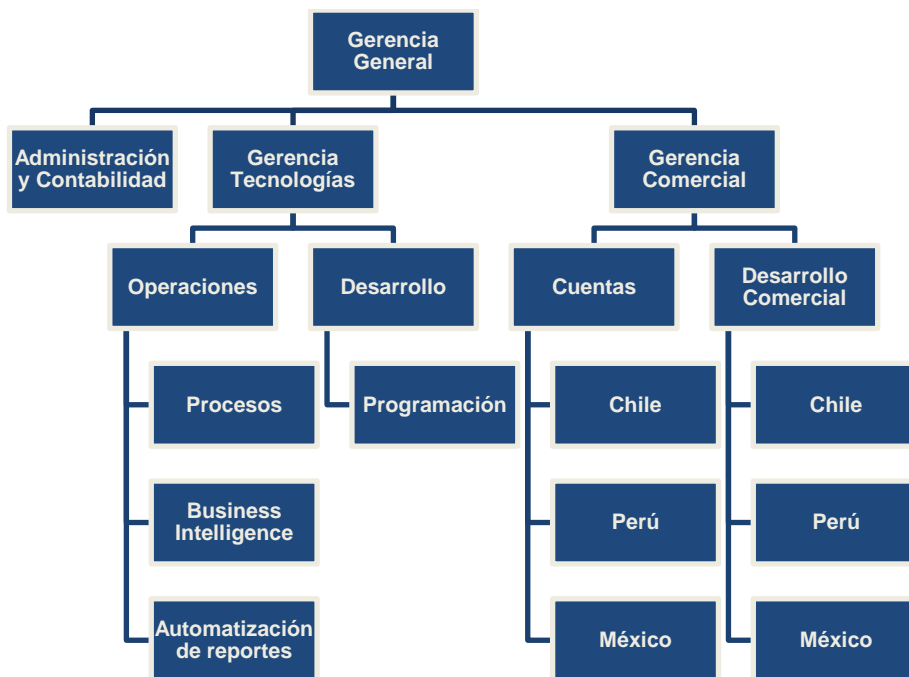 Gerencia
General
Administración
y Contabilidad
Gerencia
Tecnologías
Gerencia
Comercial
Operaciones
Desarrollo
Cuentas
Desarrollo
Comercial
Procesos
Programación
Chile
Chile
Business
Intelligence
Perú
Perú
Automatización
de reportes
México
México